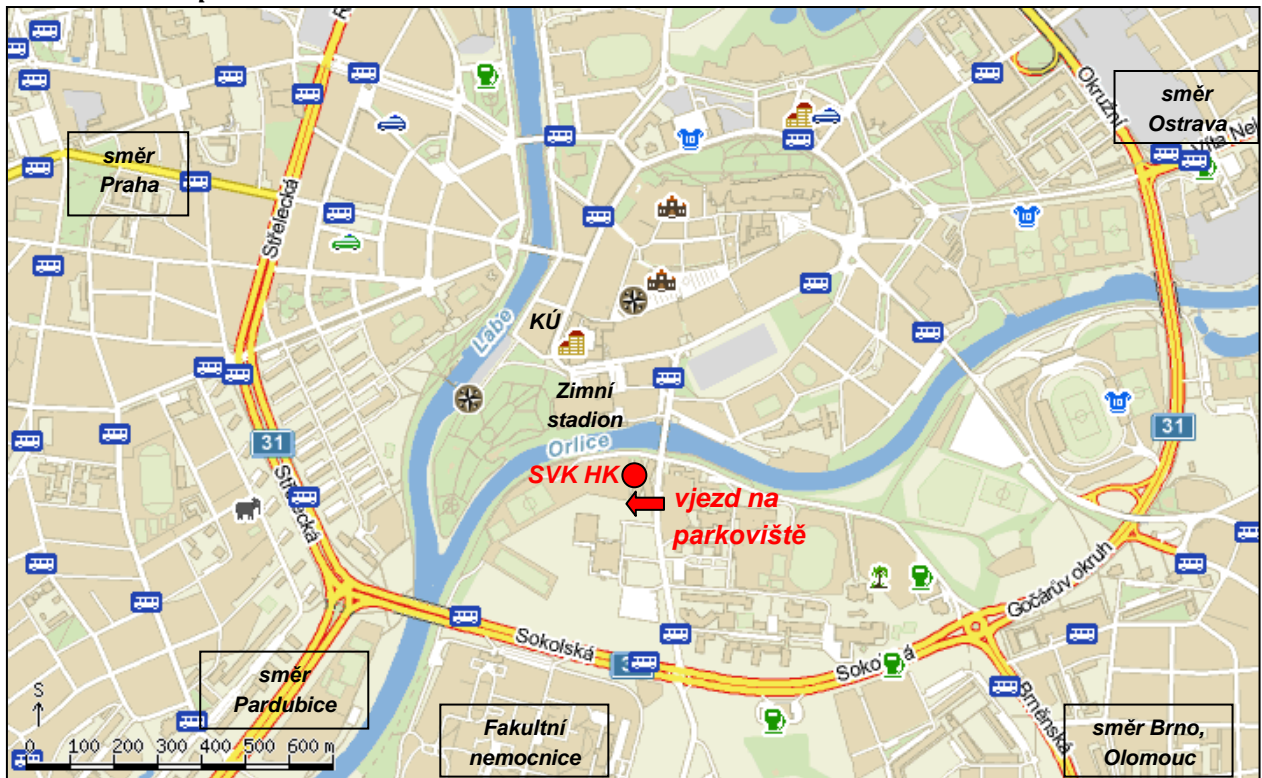 Okružní
směr
Ostrava
Víta Nej
směr
Praha
Střelecká
KÚ
Labe
Zimní
stadion
Orlice
SVK HK
vjezd na
parkoviště
31
31
Střelecká
Gočárův okruh
Sokolská
Sokolská
Brněnská
směr
Pardubice
Fakultní
nemocnice
směr Brno,
Olomouc
S
0 100 200 300 400 500 600 m